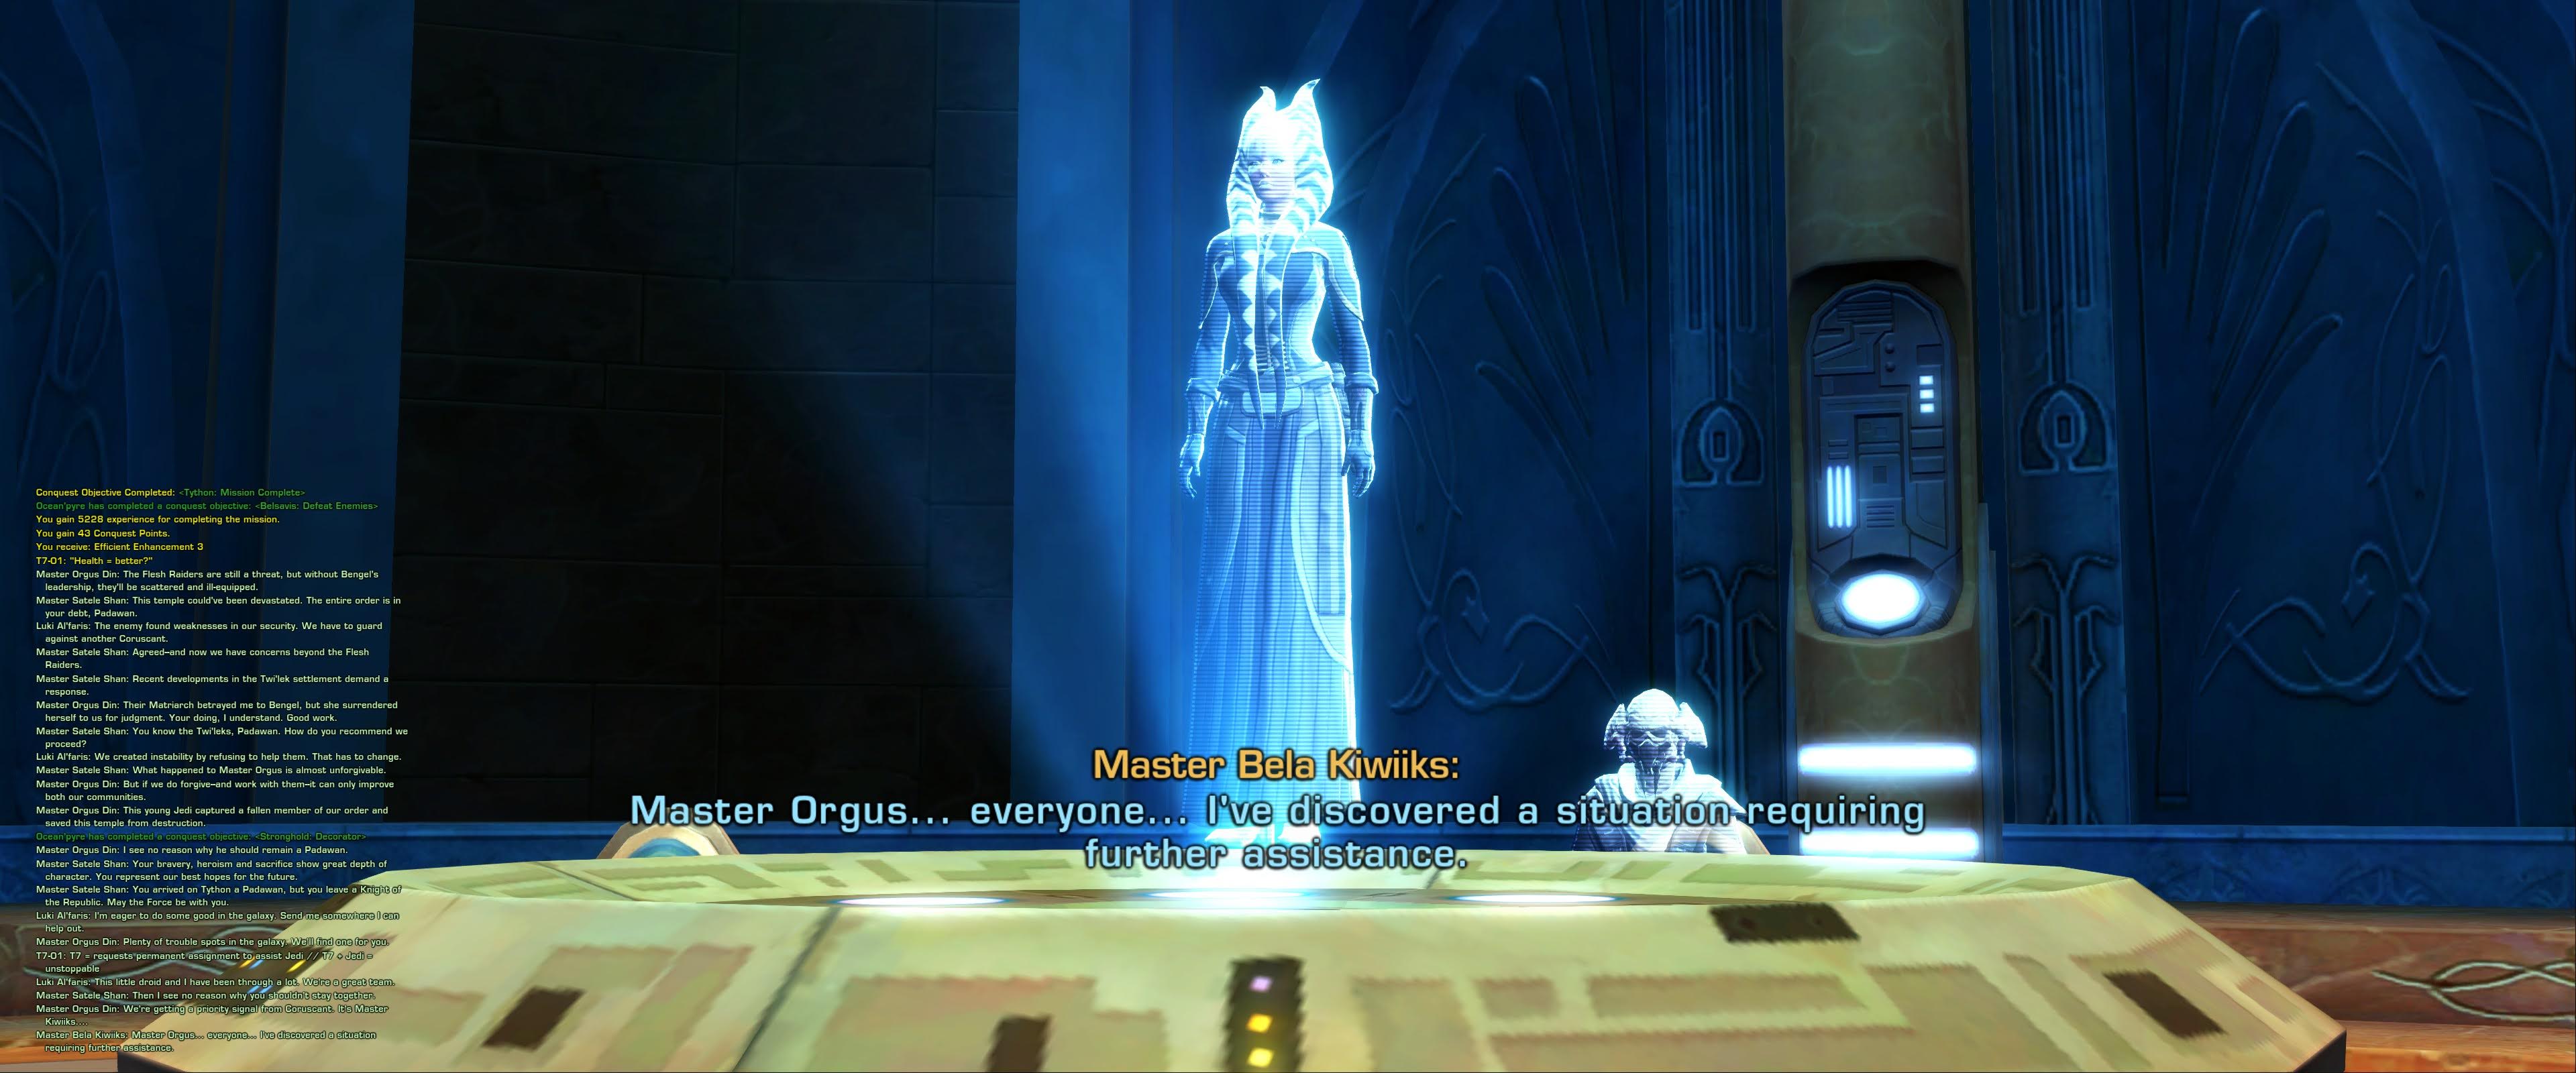 Conquest Objective Completed: <Tython: Mission Complete>
Ocean'pyre has completed a conquest objective: <Belsavis: Defeat Enemies>
You gain 5228 experience for completing the mission.
You gain 43 Conquest Points.
You receive: Efficient Enhancement 3
T7-01: "Health = better?"
Master Orgus Din: The Flesh Raiders are still a threat, but without Bengel's
leadership, they'll be scattered and ill-equipped.
Master Satele Shan: This temple could've been devastated. The entire order is in
your debt, Padawan.
Luki Al'faris: The enemy found weaknesses in our security. We have to guard
against another Coruscant.
Master Satele Shan: Agreed—and now we have concerns beyond the Flesh
Raiders.
Master Satele Shan: Recent developments in the Twi'lek settlement demand a
response.
Master Orgus Din: Their Matriarch betrayed me to Bengel, but she surrendered
herself to us for judgment. Your doing, I understand. Good work.
Master Satele Shan: You know the Twi'leks, Padawan. How do you recommend we
proceed?
Luki Al'faris: We created instability by refusing to help them. That has to change.
Master Satele Shan: What happened to Master Orgus is almost unforgivable.
Master Orgus Din: But if we do forgive—and work with them—it can only improve
both our communities.
Master Orgus Din: This young Jedi captured a fallen member of our order and
saved this temple from destruction.
Ocean'pyre has completed a conquest objective: <Stronghold: Decorator>
Master Orgus Din: I see no reason why he should remain a Padawan.
Master Satele Shan: Your bravery, heroism and sacrifice show great depth of
character. You represent our best hopes for the future.
Master Satele Shan: You arrived on Tython a Padawan, but you leave a Knight of
the Republic. May the Force be with you.
Luki Al'faris: I'm eager to do some good in the galaxy. Send me somewhere I can
help out.
Master Orgus Din: Plenty of trouble spots in the galaxy. We'll find one for you.
T7-01: T7 = requests permanent assignment to assist Jedi // T7 + Jedi =
unstoppable
Luki Al'faris: This little droid and I have been through a lot. We're a great team.
Master Satele Shan: Then I see no reason why you shouldn't stay together.
Master Orgus Din: We're getting a priority signal from Coruscant. It's Master
Kiwiiks....
Master Bela Kiwiiks: Master Orgus... everyone... I've discovered a situation
requiring further assistance.
Master Bela Kiwiiks:
Master Orgus... everyone... I've discovered a situation requiring
further assistance.